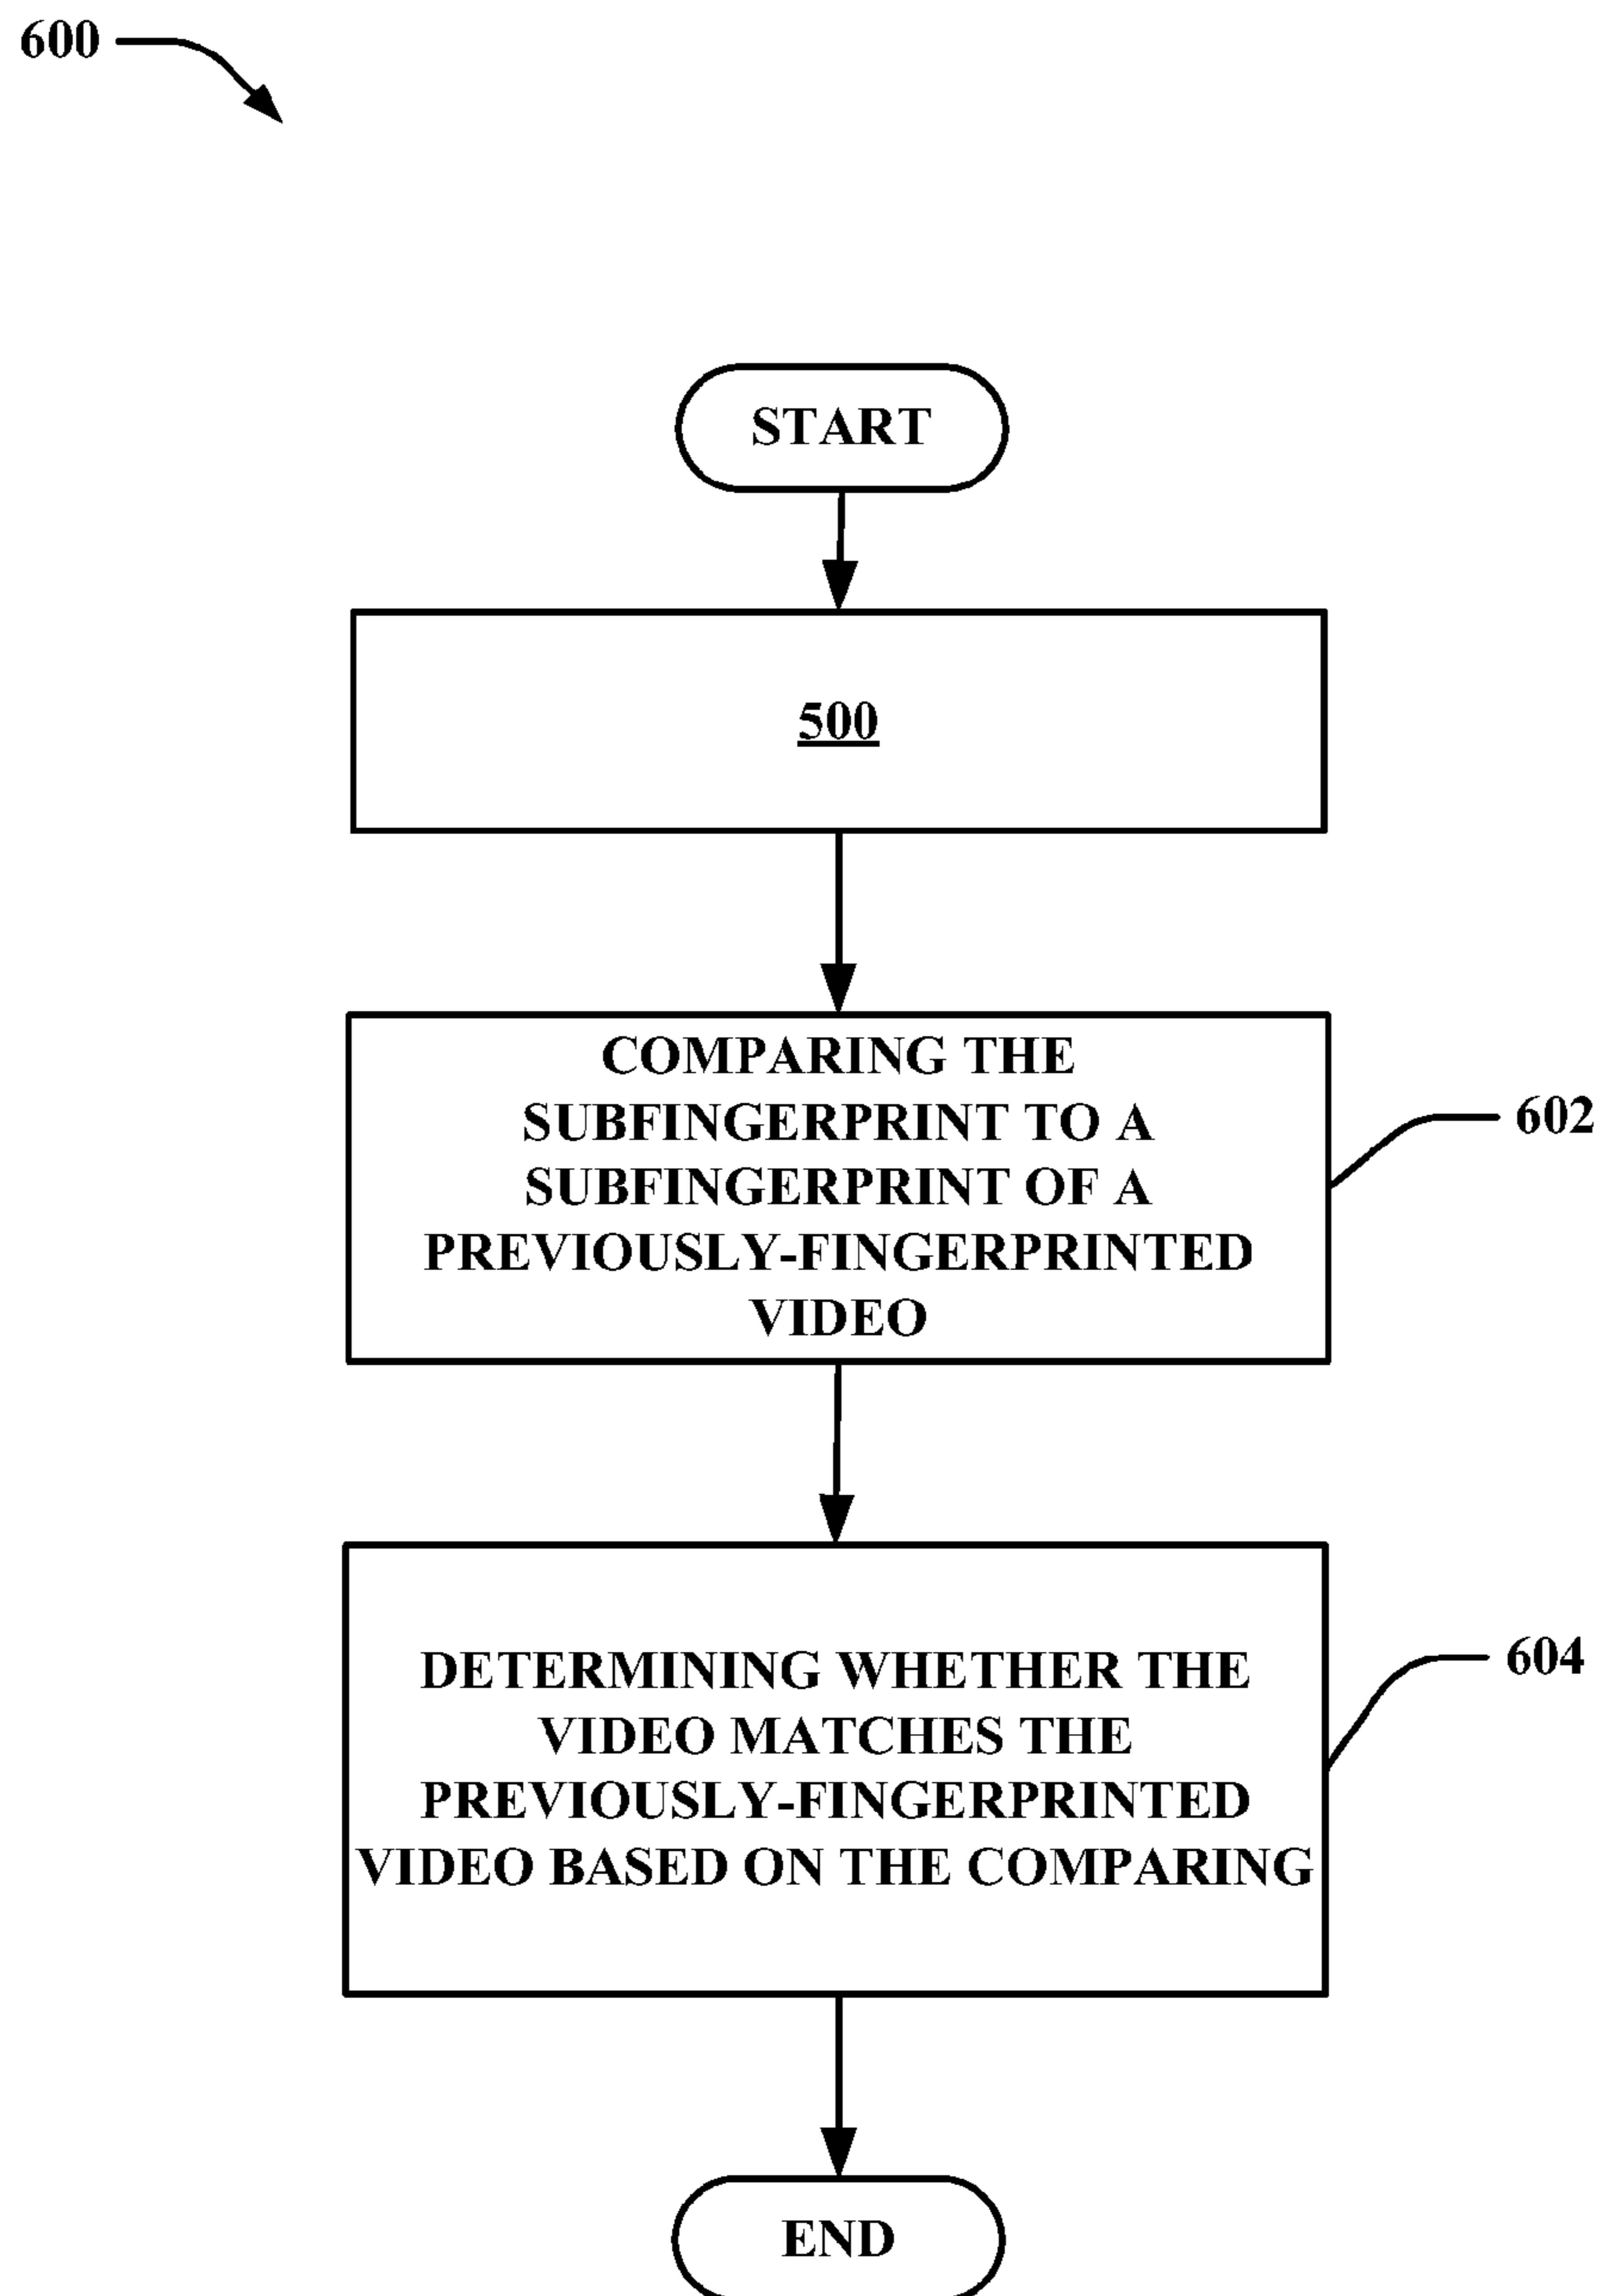 600
START
500
COMPARING THE
SUBFINGERPRINT TO A
SUBFINGERPRINT OF A
PREVIOUSLY-FINGERPRINTED
VIDEO
602
DETERMINING WHETHER THE
VIDEO MATCHES THE
PREVIOUSLY-FINGERPRINTED
VIDEO BASED ON THE COMPARING
604
END